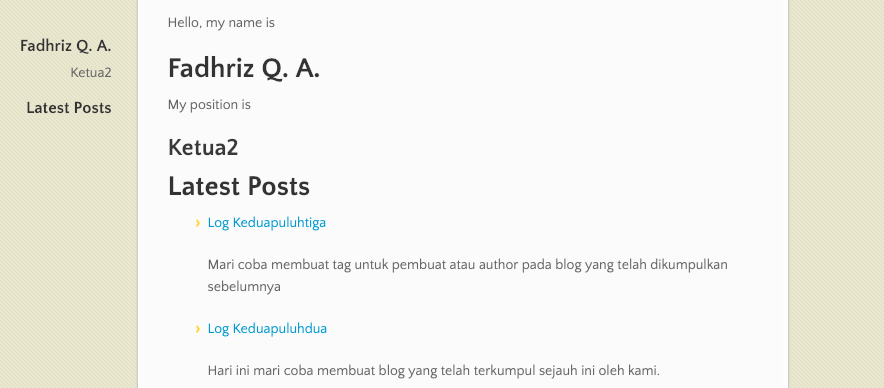 Fadhriz Q. A.
Ketua2
Latest Posts
Hello, my name is
Fadhriz Q. A.
My position is
Ketua2
Latest Posts
› Log Keduapuluhtiga
Mari coba membuat tag untuk pembuat atau author pada blog yang telah dikumpulkan
sebelumnya
› Log Keduapuluhdua
Hari ini mari coba membuat blog yang telah terkumpul sejauh ini oleh kami.